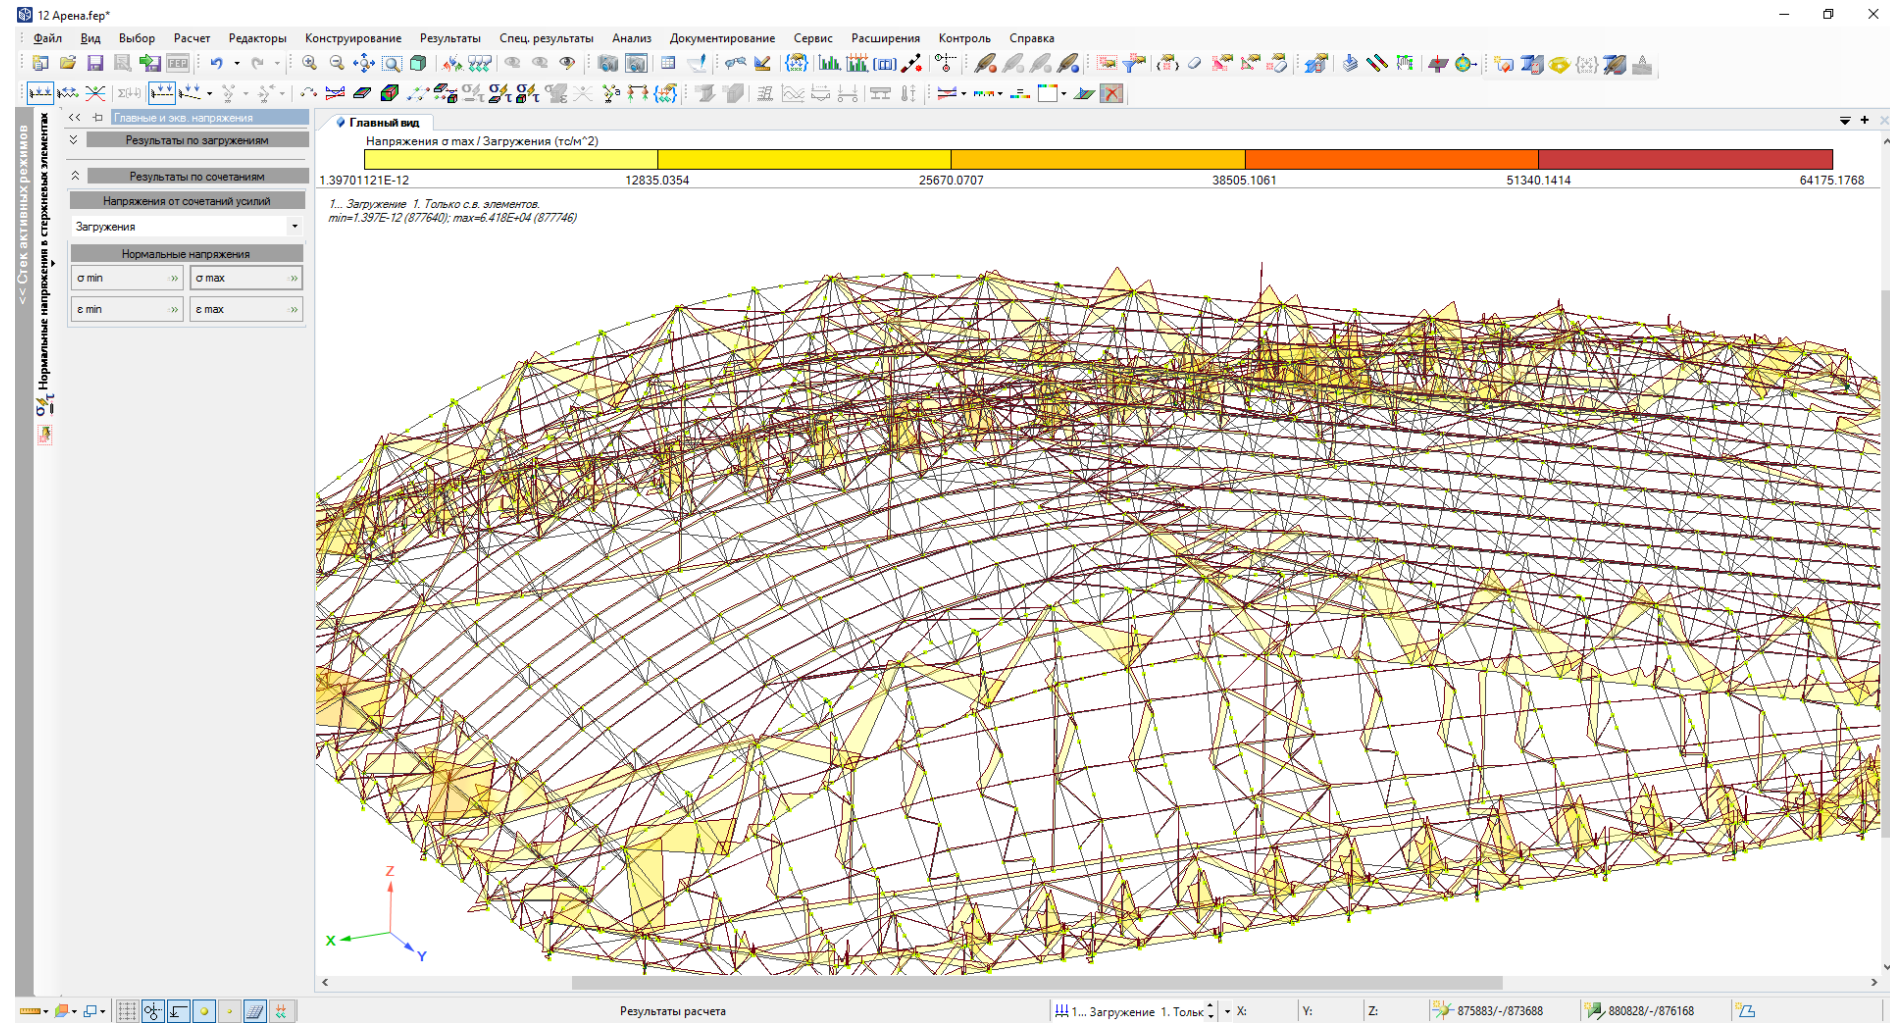 12 Арена.fep*
Файл Вид Выбор Расчет Редакторы Конструирование Результаты Спец. результаты Анализ Документирование Сервис Расширения Контроль Справка
<< Стек активных режимов
Нормальные напряжения в стержневых элементах
Главные и экв. напряжения
Результаты по загружениям
Результаты по сочетаниям
Напряжения от сочетаний усилий
Загружения
Нормальные напряжения
σ min
σ max
ε min
ε max
Главный вид
Напряжения σ max / Загружения (тс/м^2)
1.39701121E-12 12835.0354 25670.0707 38505.1061 51340.1414 64175.1768
1... Загружение 1. Только с.в. элементов.
min=1.397E-12 (877640); max=6.418E+04 (877746)
Z
X
Y
Результаты расчета
1... Загружение 1. Тольк
X: Y: Z:
875883/-/873688
880828/-/876168